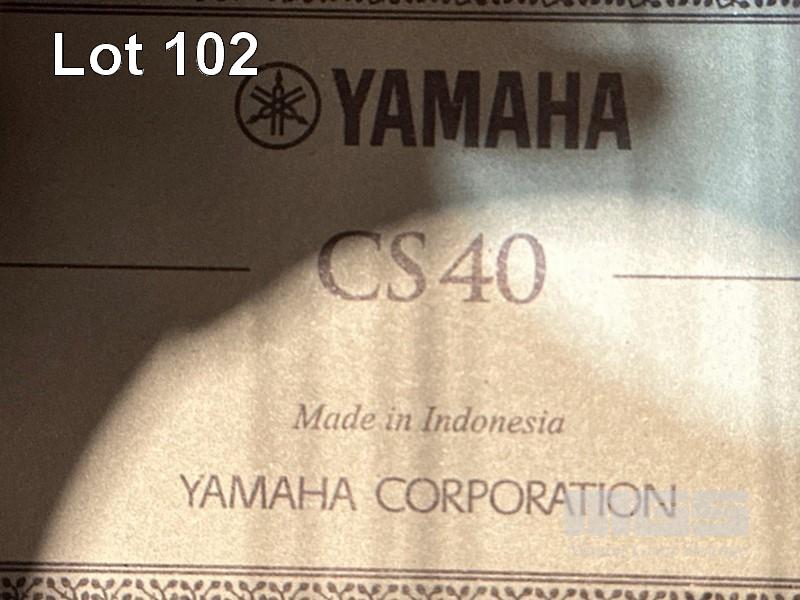 Lot 102
YAMAHA
CS40
Made in Indonesia
YAMAHA CORPORATION